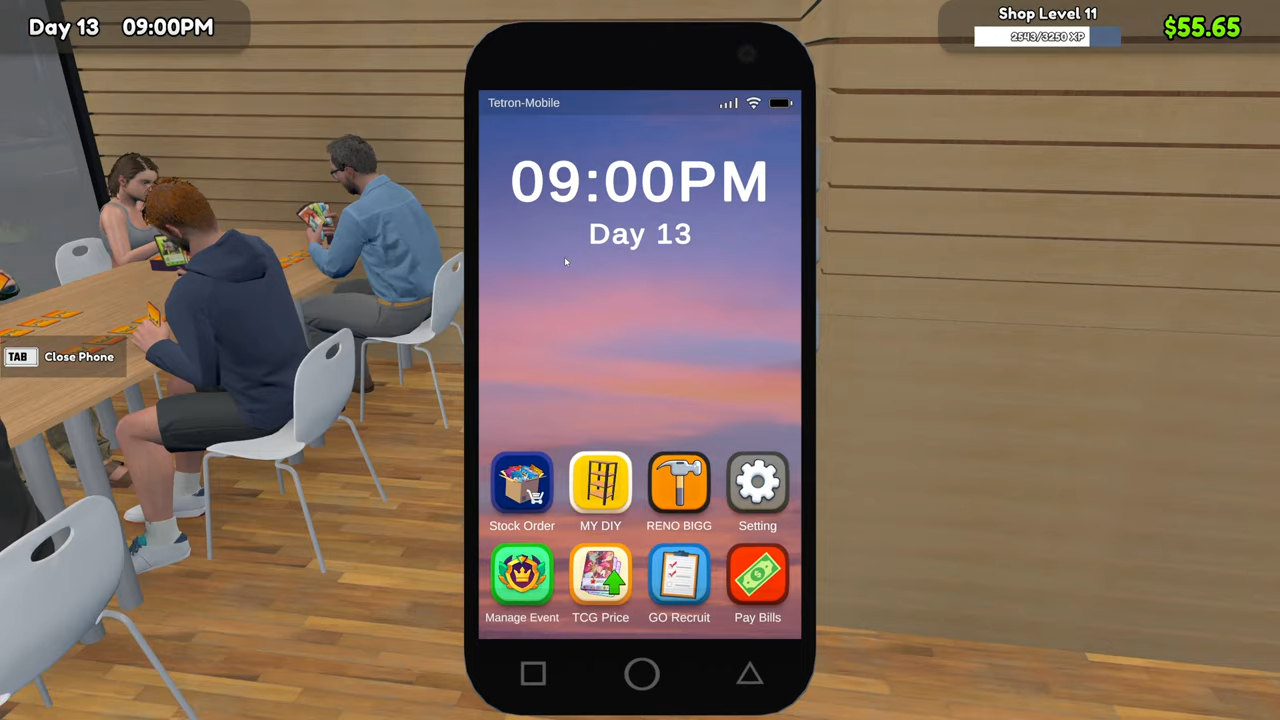 Day 13 09:00PM
Shop Level 11
2543/3250 XP
$55.65
Tetron-Mobile
09:00PM
Day 13
TAB Close Phone
Stock Order MY DIY RENO BIGG Setting
Manage Event TCG Price GO Recruit Pay Bills